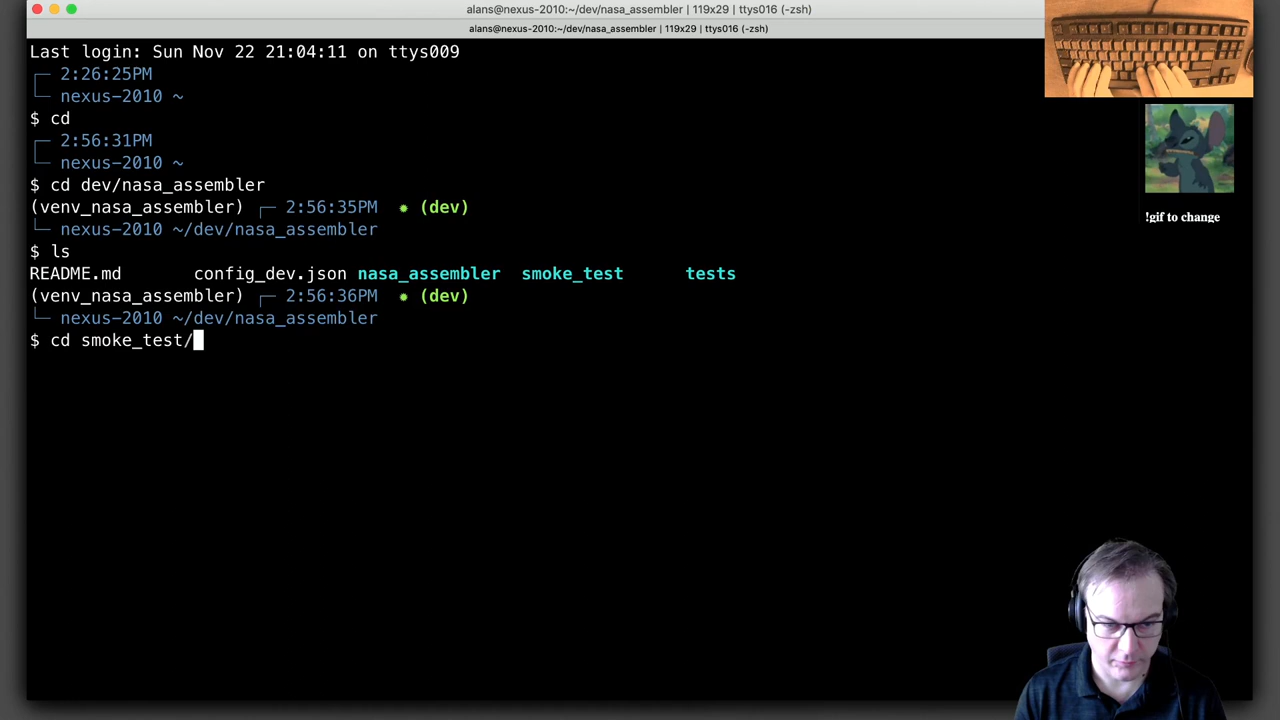 alans@nexus-2010:~/dev/nasa_assembler | 119x29 | ttys016 (-zsh)
alans@nexus-2010:~/dev/nasa_assembler | 119x29 | ttys016 (-zsh)
Last login: Sun Nov 22 21:04:11 on ttys009
┌─ 2:26:25PM
└─ nexus-2010 ~
$ cd
┌─ 2:56:31PM
└─ nexus-2010 ~
$ cd dev/nasa_assembler
(venv_nasa_assembler) ┌─ 2:56:35PM ✹ (dev)
└─ nexus-2010 ~/dev/nasa_assembler
$ ls
README.md config_dev.json nasa_assembler smoke_test tests
(venv_nasa_assembler) ┌─ 2:56:36PM ✹ (dev)
└─ nexus-2010 ~/dev/nasa_assembler
$ cd smoke_test/
!gif to change